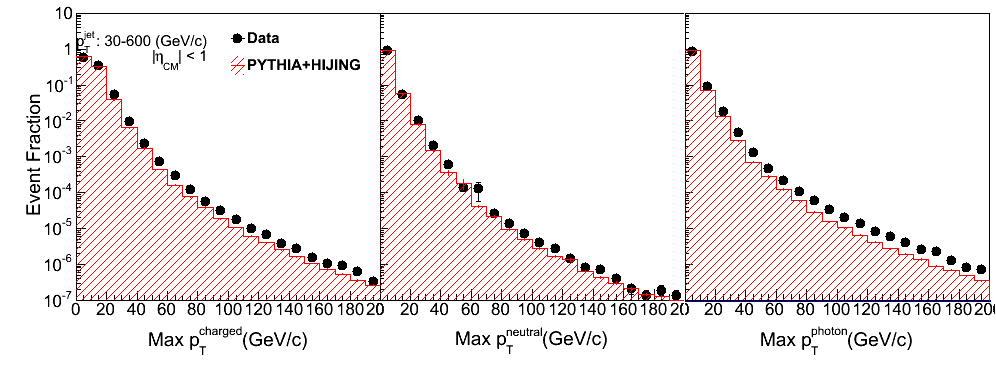 10
1
10^-1
10^-2
10^-3
10^-4
10^-5
10^-6
10^-7
Event Fraction
p_T^jet : 30-600 (GeV/c)
|η_CM| < 1
Data
PYTHIA+HIJING
0 20 40 60 80 100 120 140 160 180 20
20 40 60 80 100 120 140 160 180 20
20 40 60 80 100 120 140 160 180 200
Max p_T^charged (GeV/c)
Max p_T^neutral (GeV/c)
Max p_T^photon (GeV/c)